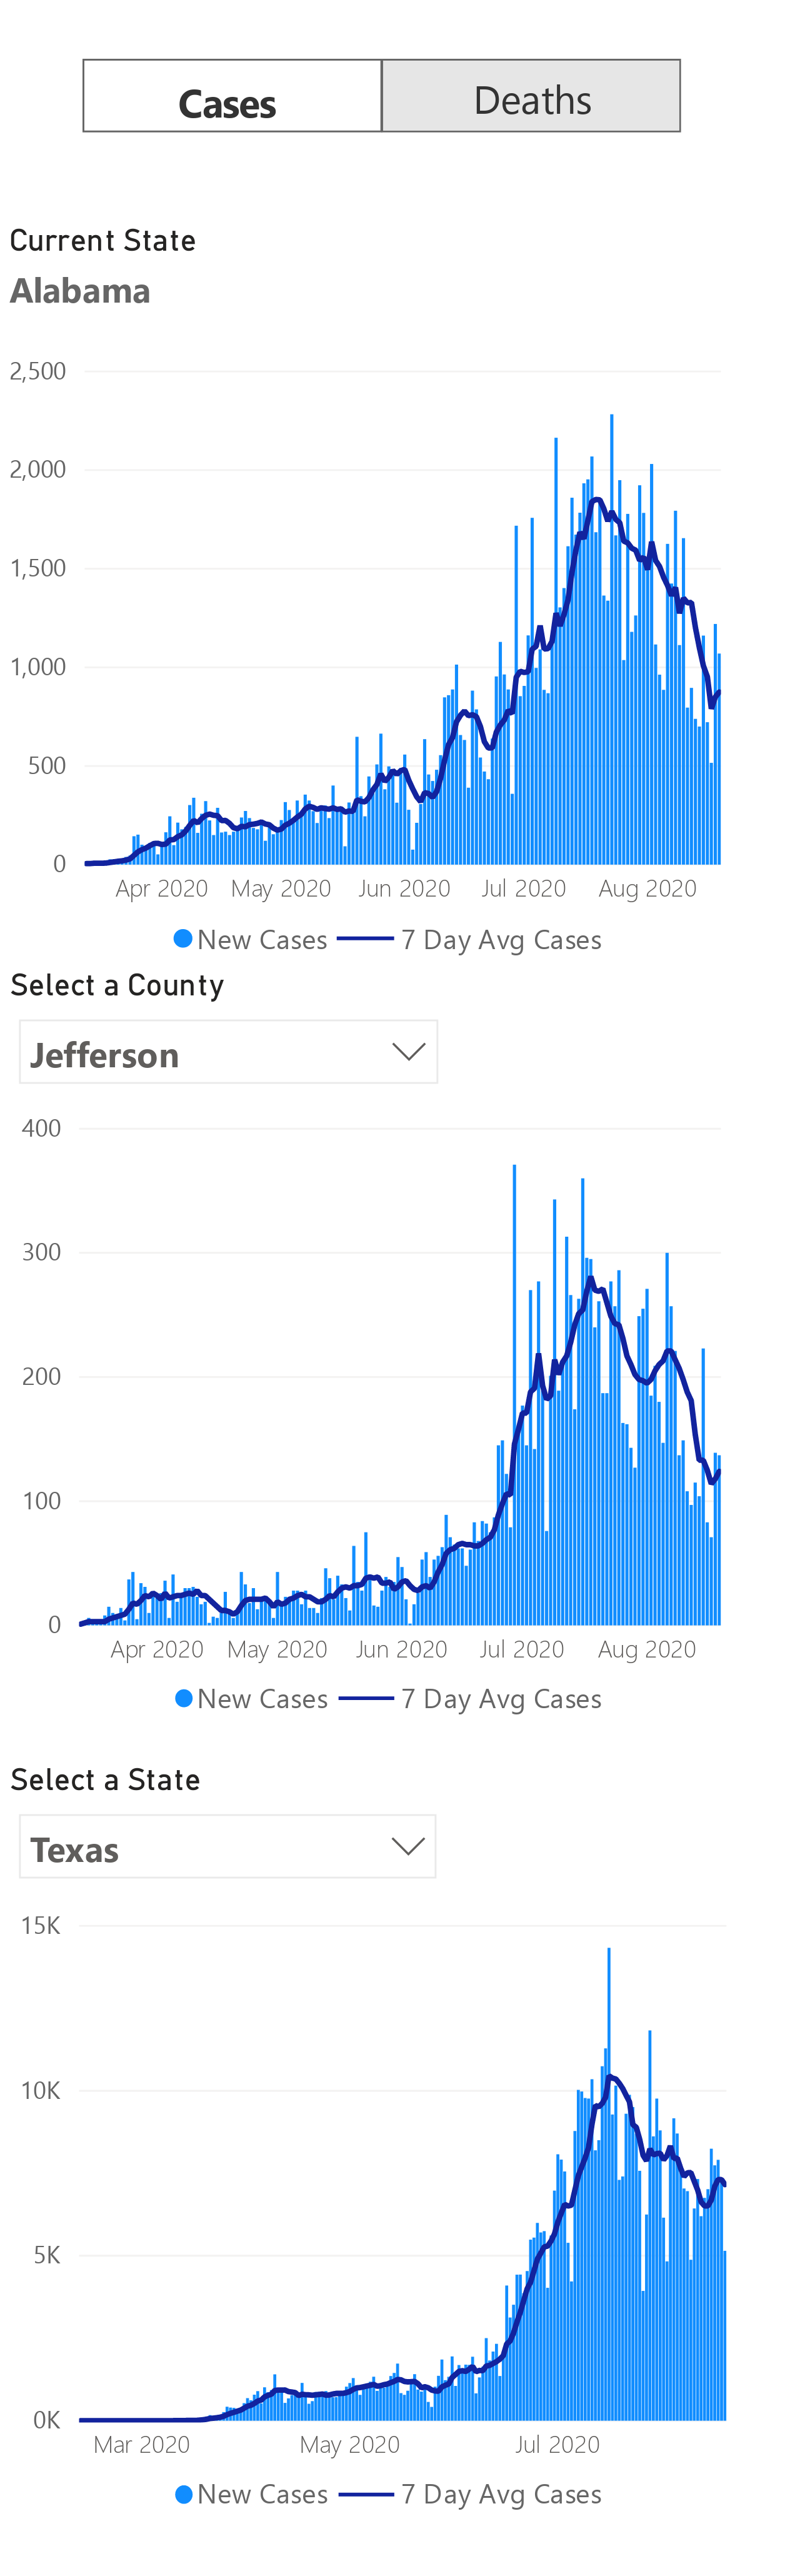 Cases Deaths
Current State
Alabama
2,500
2,000
1,500
1,000
500
0
Apr 2020 May 2020 Jun 2020 Jul 2020 Aug 2020
New Cases 7 Day Avg Cases
Select a County
Jefferson
400
300
200
100
0
Apr 2020 May 2020 Jun 2020 Jul 2020 Aug 2020
New Cases 7 Day Avg Cases
Select a State
Texas
15K
10K
5K
0K
Mar 2020 May 2020 Jul 2020
New Cases 7 Day Avg Cases